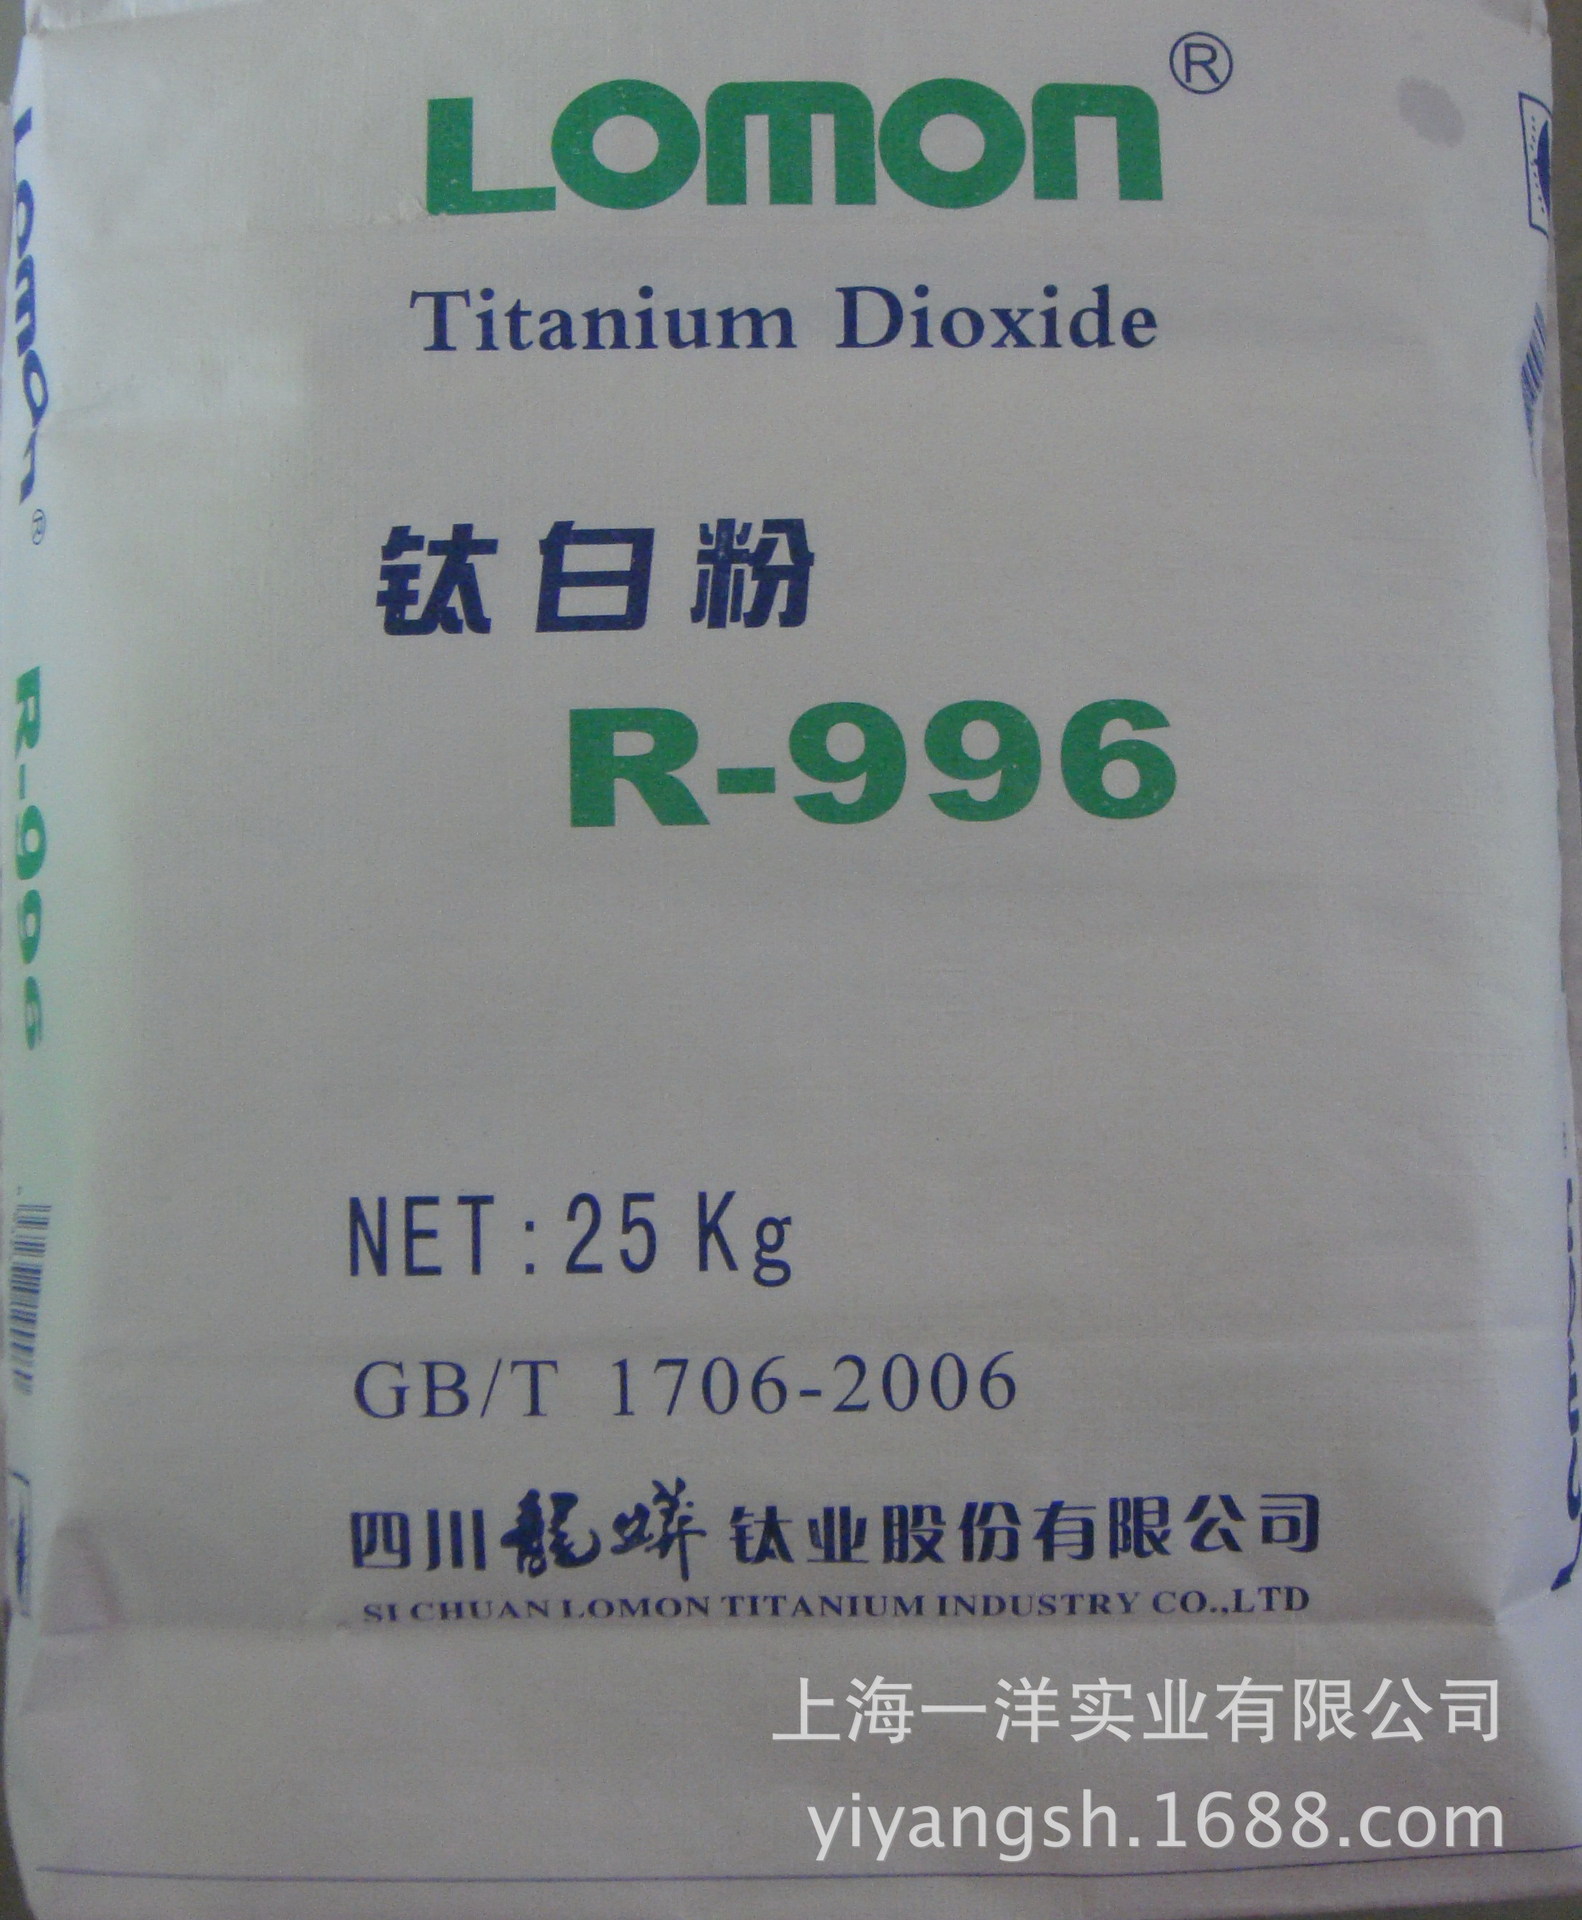 LOMON®
Titanium Dioxide
钛白粉
R-996
NET:25Kg
GB/T 1706-2006
四川龍蟒钛业股份有限公司
SI CHUAN LOMON TITANIUM INDUSTRY CO.,LTD
上海一洋实业有限公司
yiyangsh.1688.com
Lomon®
R-996